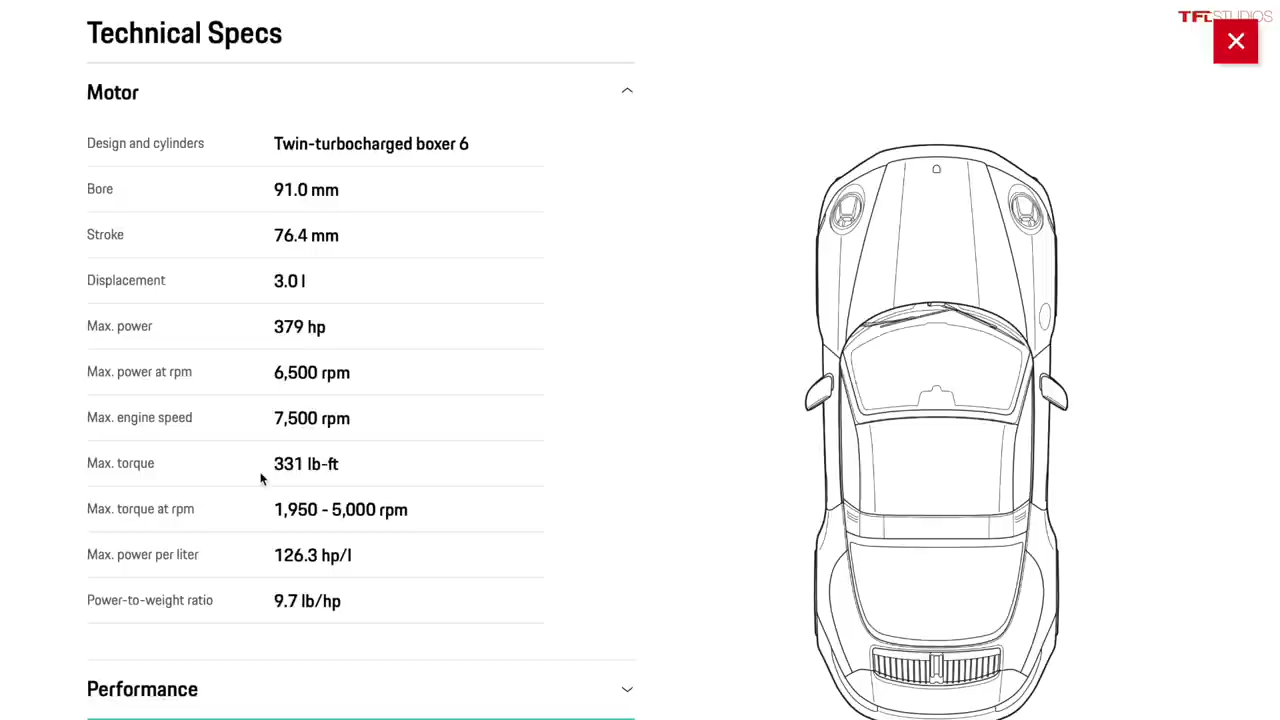 TFLSTUDIOS
Technical Specs
Motor
Design and cylinders Twin-turbocharged boxer 6
Bore 91.0 mm
Stroke 76.4 mm
Displacement 3.0 l
Max. power 379 hp
Max. power at rpm 6,500 rpm
Max. engine speed 7,500 rpm
Max. torque 331 lb-ft
Max. torque at rpm 1,950 - 5,000 rpm
Max. power per liter 126.3 hp/l
Power-to-weight ratio 9.7 lb/hp
Performance